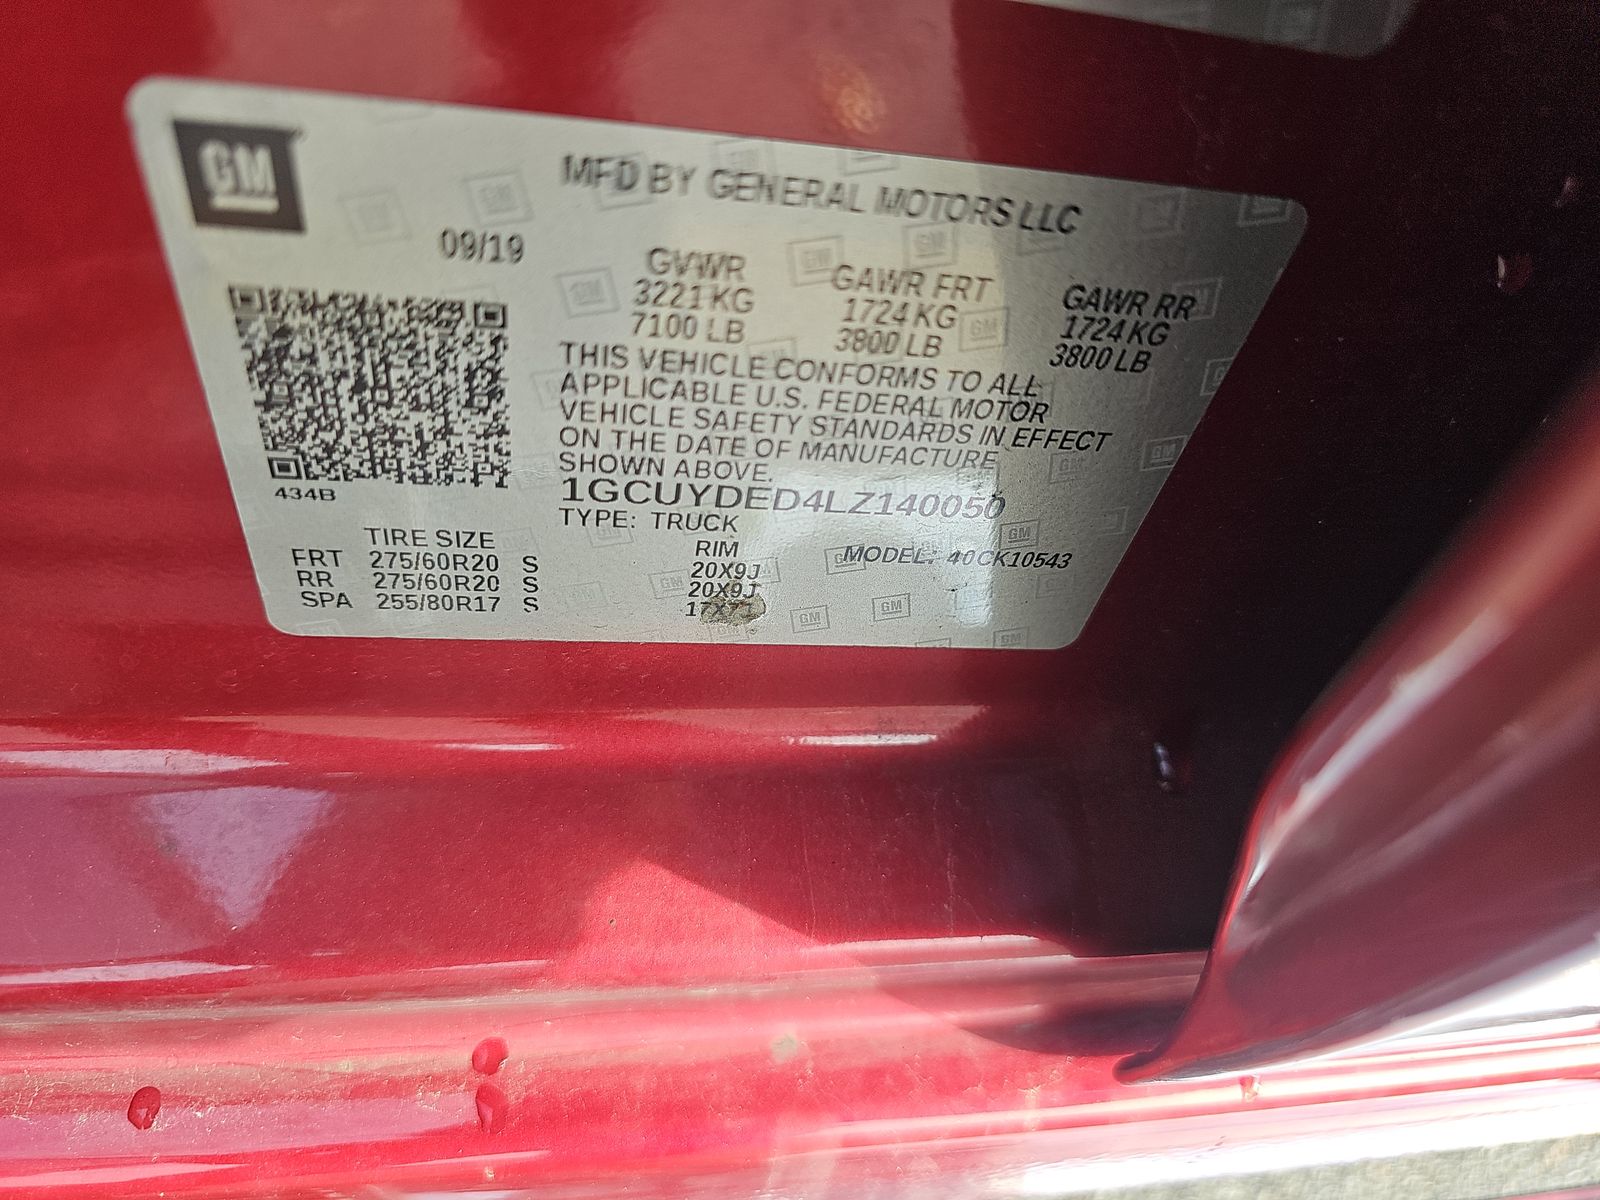 GM
MFD BY GENERAL MOTORS LLC
09/19
GVWR GAWR FRT GAWR RR
3221 KG 1724 KG 1724 KG
7100 LB 3800 LB 3800 LB
THIS VEHICLE CONFORMS TO ALL
APPLICABLE U.S. FEDERAL MOTOR
VEHICLE SAFETY STANDARDS IN EFFECT
ON THE DATE OF MANUFACTURE
SHOWN ABOVE.
1GCUYDED4LZ140050
TYPE: TRUCK
434B
TIRE SIZE RIM MODEL: 40CK10543
FRT 275/60R20 S 20X9J
RR 275/60R20 S 20X9J
SPA 255/80R17 S 17X7J